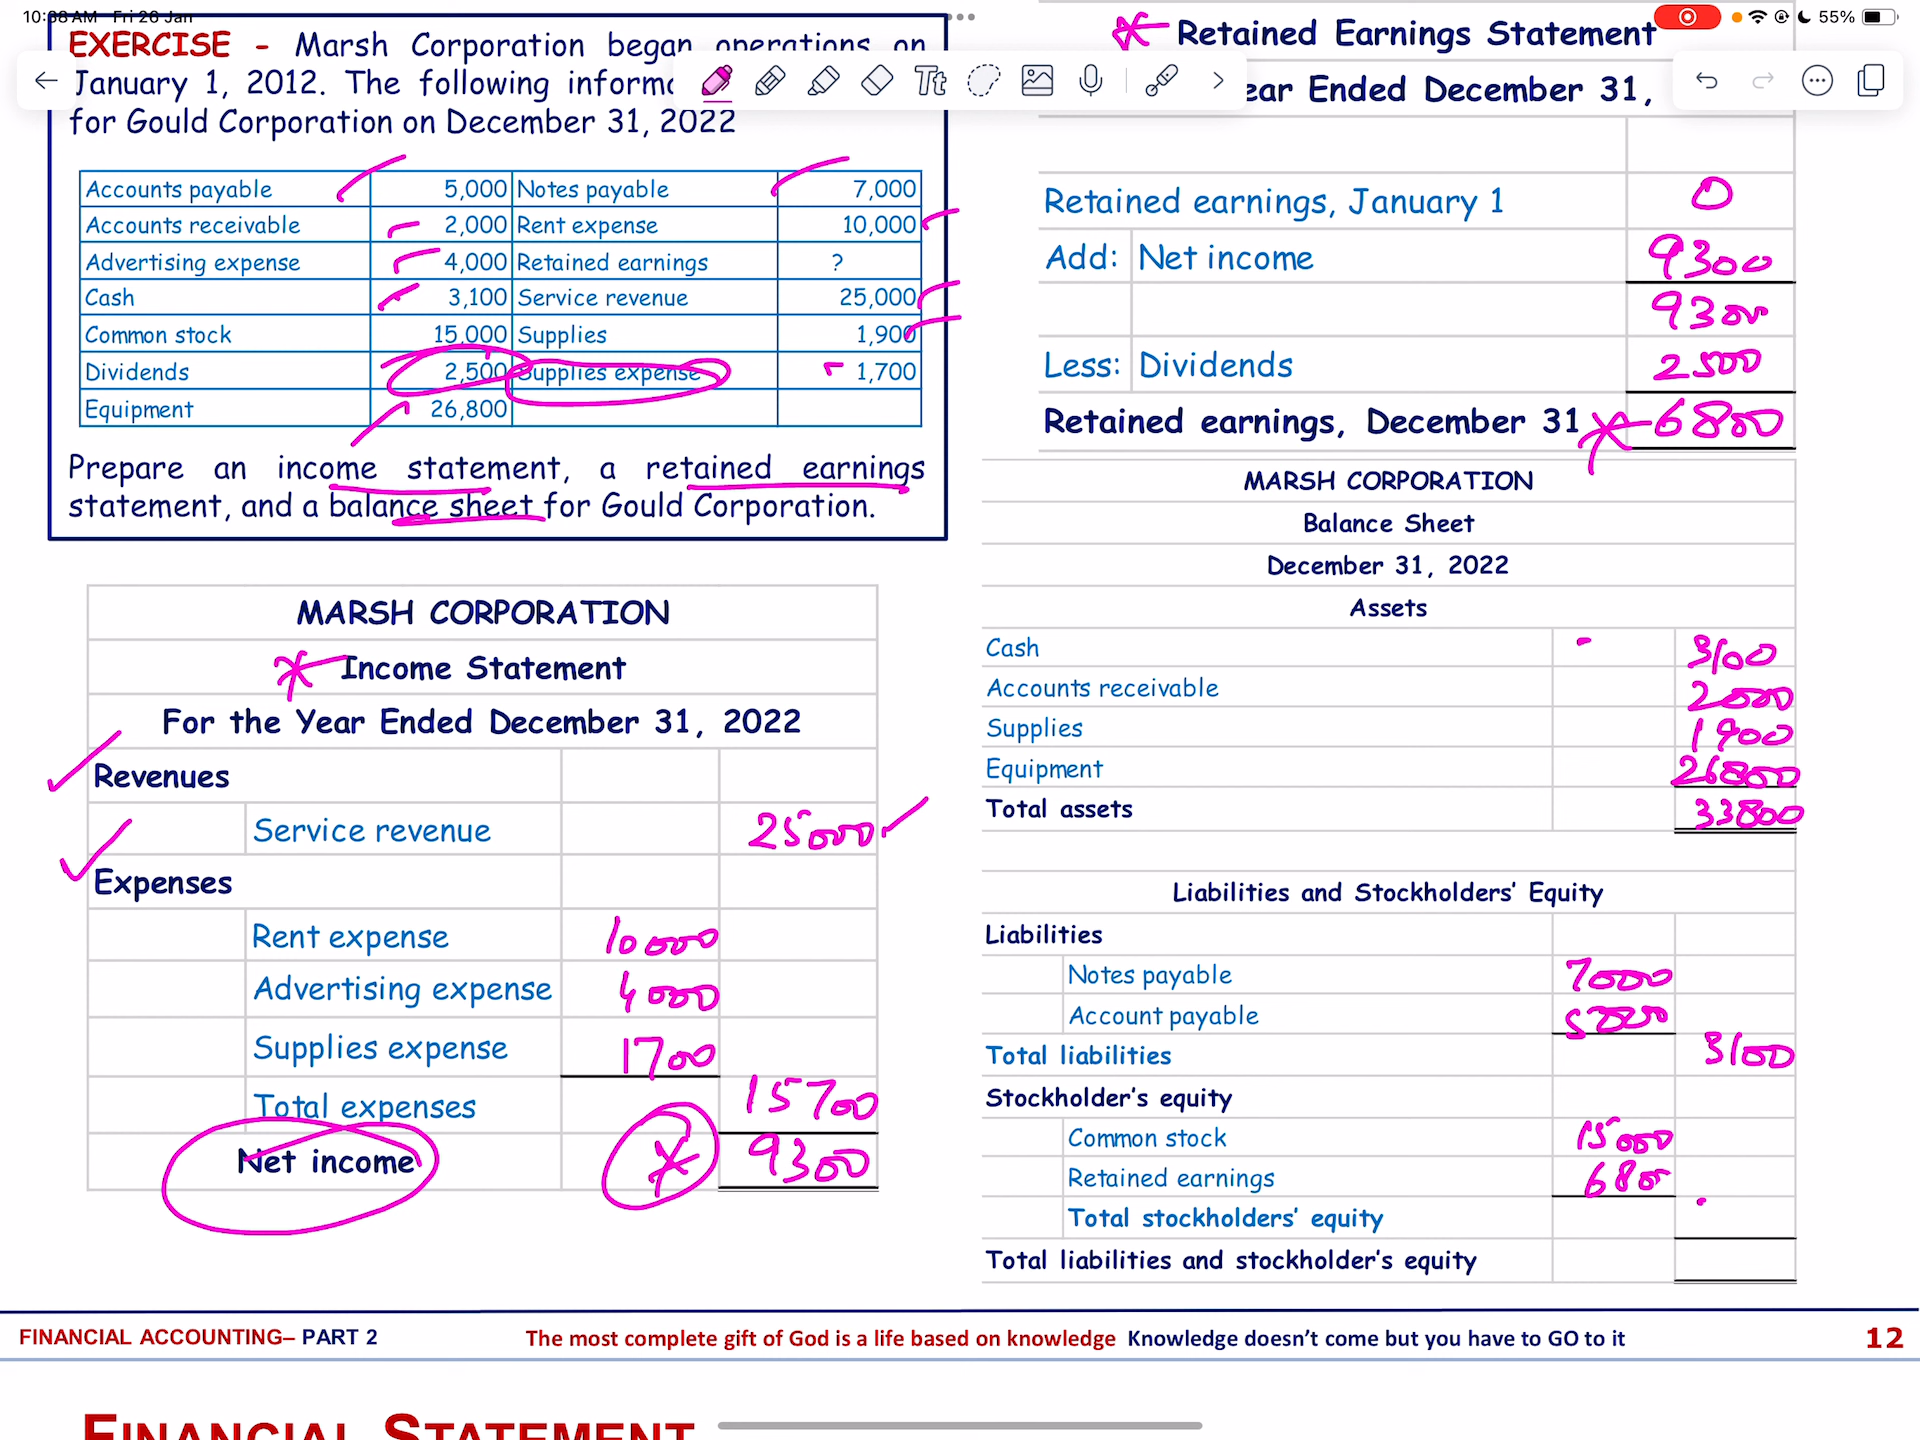 10:38 AM Fri 26 Jan
55%
EXERCISE - Marsh Corporation began operations on
January 1, 2012. The following informa
for Gould Corporation on December 31, 2022
Accounts payable 5,000 Notes payable 7,000
Accounts receivable 2,000 Rent expense 10,000
Advertising expense 4,000 Retained earnings ?
Cash 3,100 Service revenue 25,000
Common stock 15,000 Supplies 1,900
Dividends 2,500 Supplies expense 1,700
Equipment 26,800
Prepare an income statement, a retained earnings
statement, and a balance sheet for Gould Corporation.
MARSH CORPORATION
Income Statement
For the Year Ended December 31, 2022
Revenues
Service revenue 25000
Expenses
Rent expense 10000
Advertising expense 4000
Supplies expense 1700
Total expenses 15700
Net income 9300
Tt
Retained Earnings Statement
ear Ended December 31,
Retained earnings, January 1 0
Add: Net income 9300
9300
Less: Dividends 2500
Retained earnings, December 31 6800
MARSH CORPORATION
Balance Sheet
December 31, 2022
Assets
Cash 3100
Accounts receivable 2000
Supplies 1900
Equipment 26800
Total assets 33800
Liabilities and Stockholders' Equity
Liabilities
Notes payable 7000
Account payable 5000
Total liabilities 3100
Stockholder's equity
Common stock 15000
Retained earnings 680
Total stockholders' equity
Total liabilities and stockholder's equity
FINANCIAL ACCOUNTING– PART 2 The most complete gift of God is a life based on knowledge Knowledge doesn't come but you have to GO to it 12
FINANCIAL STATEMENT